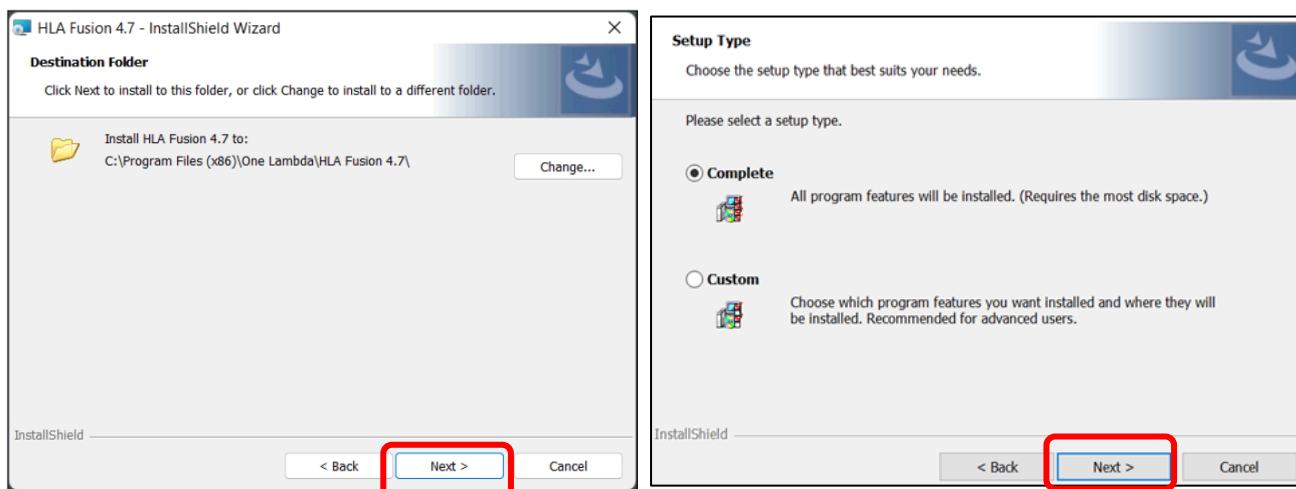 HLA Fusion 4.7 - InstallShield Wizard
Destination Folder
Click Next to install to this folder, or click Change to install to a different folder.
Install HLA Fusion 4.7 to:
C:\Program Files (x86)\One Lambda\HLA Fusion 4.7\
Change...
InstallShield
< Back
Next >
Cancel
Setup Type
Choose the setup type that best suits your needs.
Please select a setup type.
Complete
All program features will be installed. (Requires the most disk space.)
Custom
Choose which program features you want installed and where they will
be installed. Recommended for advanced users.
InstallShield
< Back
Next >
Cancel